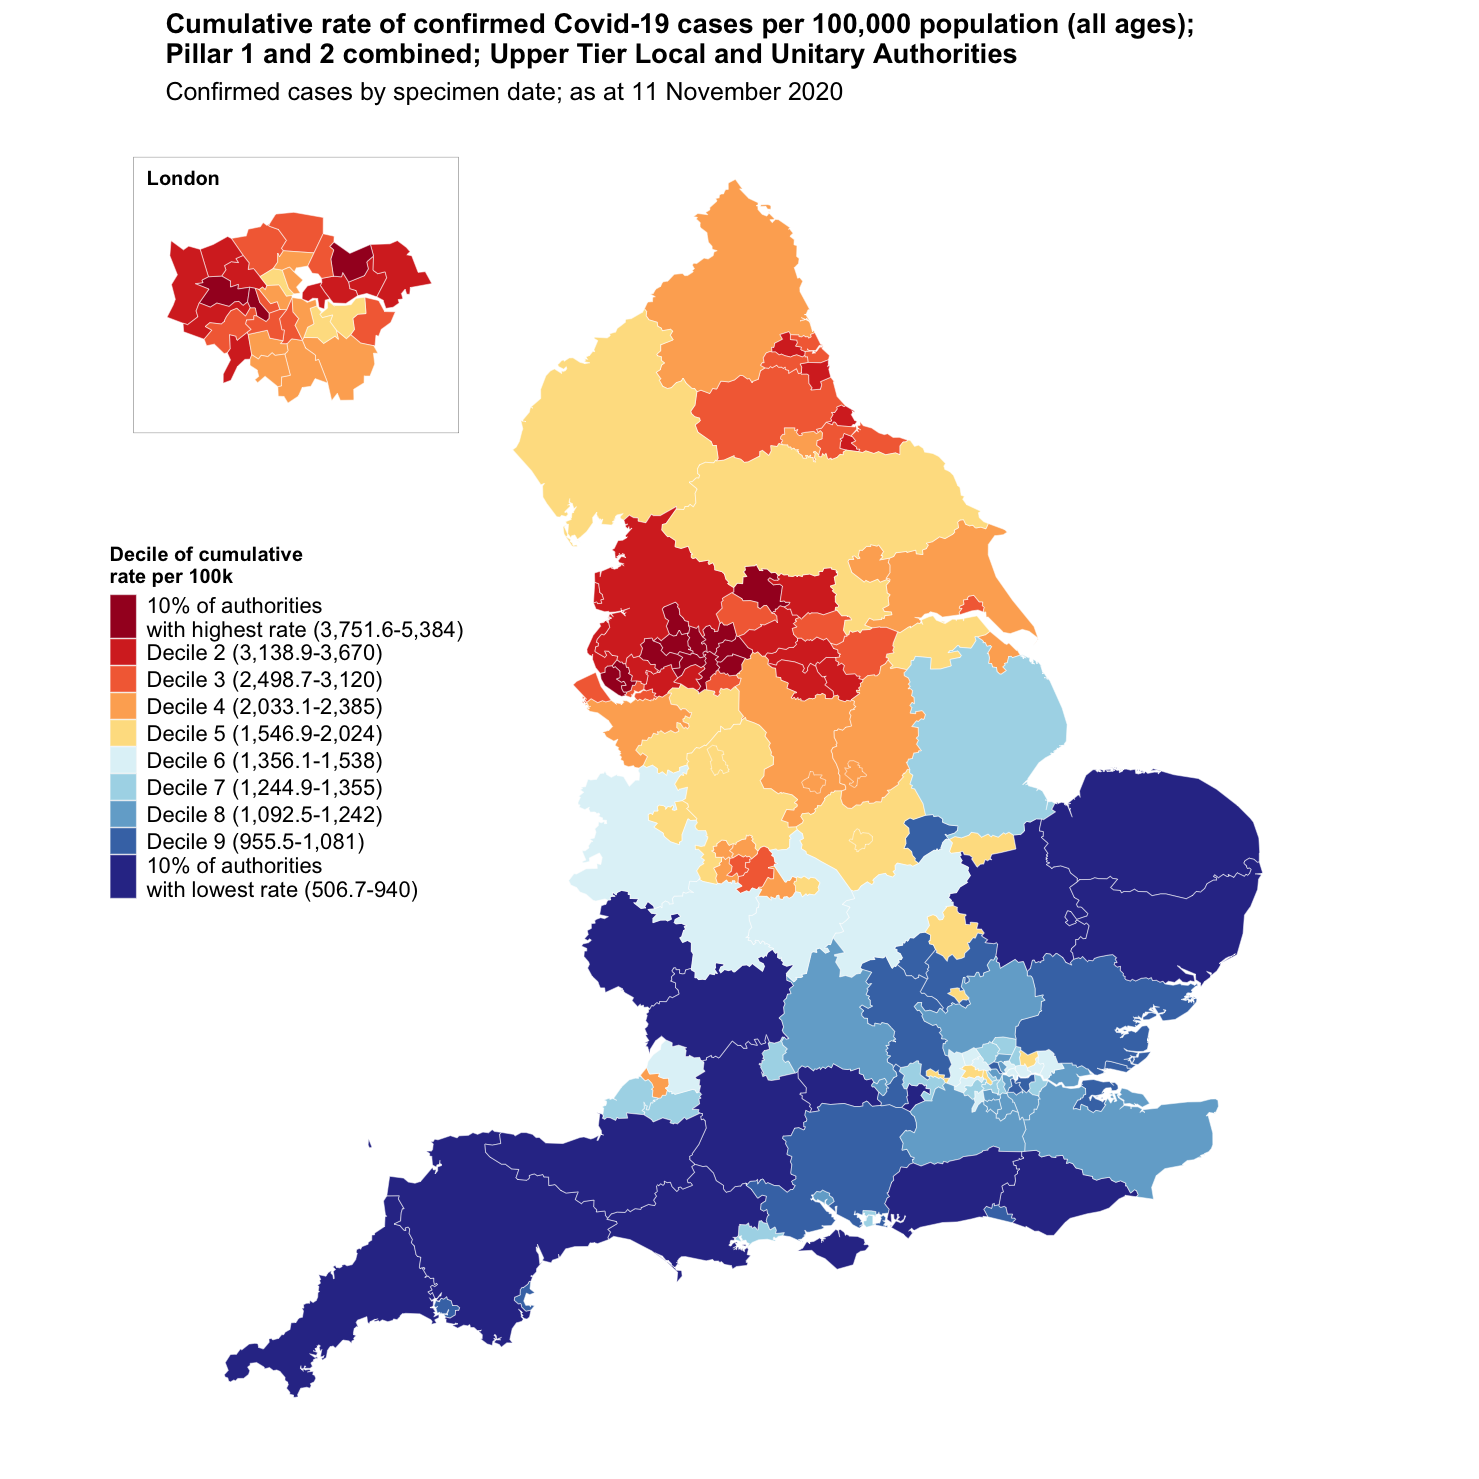 Cumulative rate of confirmed Covid-19 cases per 100,000 population (all ages);
Pillar 1 and 2 combined; Upper Tier Local and Unitary Authorities
Confirmed cases by specimen date; as at 11 November 2020
London
Decile of cumulative
rate per 100k
10% of authorities
with highest rate (3,751.6-5,384)
Decile 2 (3,138.9-3,670)
Decile 3 (2,498.7-3,120)
Decile 4 (2,033.1-2,385)
Decile 5 (1,546.9-2,024)
Decile 6 (1,356.1-1,538)
Decile 7 (1,244.9-1,355)
Decile 8 (1,092.5-1,242)
Decile 9 (955.5-1,081)
10% of authorities
with lowest rate (506.7-940)